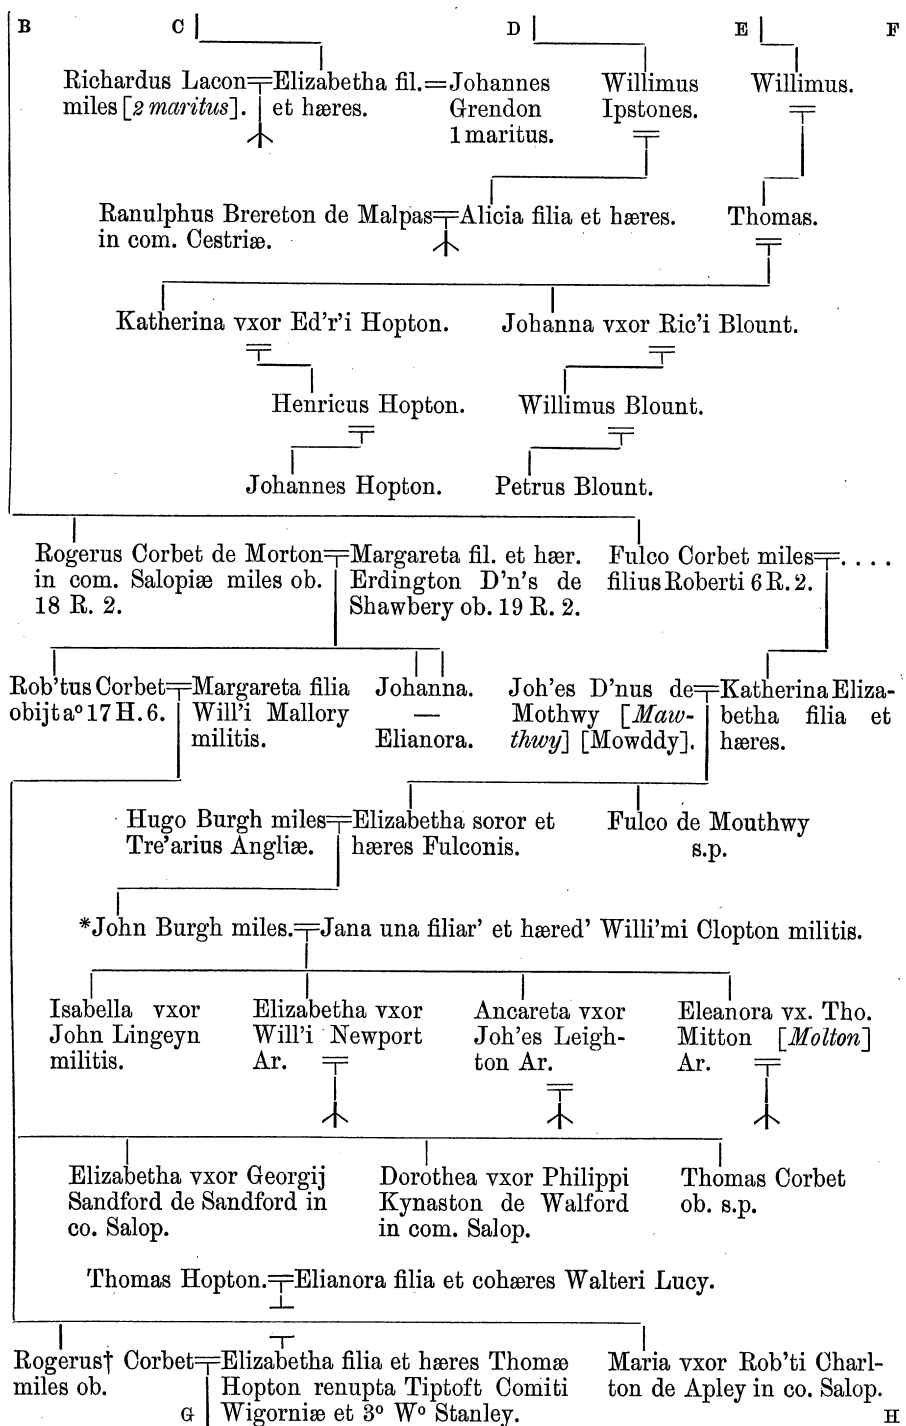 B C D E F
Richardus Lacon=Elizabetha fil.=Johannes Willimus Willimus.
miles [2 maritus]. et hæres. Grendon Ipstones.
1 maritus.
Ranulphus Brereton de Malpas=Alicia filia et hæres. Thomas.
in com. Cestriæ.
Katherina vxor Ed'r'i Hopton. Johanna vxor Ric'i Blount.
Henricus Hopton. Willimus Blount.
Johannes Hopton. Petrus Blount.
Rogerus Corbet de Morton=Margareta fil. et hær. Fulco Corbet miles=. . . .
in com. Salopiæ miles ob. Erdington D'n's de filius Roberti 6 R. 2.
18 R. 2. Shawbery ob. 19 R. 2.
Rob'tus Corbet=Margareta filia Johanna. Joh'es D'nus de=Katherina Eliza-
obijt aº 17 H. 6. Will'i Mallory — Mothwy [Maw- betha filia et
militis. Elianora. thwy] [Mowddy]. hæres.
Hugo Burgh miles=Elizabetha soror et Fulco de Mouthwy
Tre'arius Angliæ. hæres Fulconis. s.p.
*John Burgh miles.=Jana una filiar' et hæred' Willi'mi Clopton militis.
Isabella vxor Elizabetha vxor Ancareta vxor Eleanora vx. Tho.
John Lingeyn Will'i Newport Joh'es Leigh- Mitton [Molton]
militis. Ar. ton Ar. Ar.
Elizabetha vxor Georgij Dorothea vxor Philippi Thomas Corbet
Sandford de Sandford in Kynaston de Walford ob. s.p.
co. Salop. in com. Salop.
Thomas Hopton.=Elianora filia et cohæres Walteri Lucy.
Rogerus† Corbet=Elizabetha filia et hæres Thomæ Maria vxor Rob'ti Charl-
miles ob. Hopton renupta Tiptoft Comiti ton de Apley in co. Salop.
G Wigorniæ et 3º Wº Stanley. H